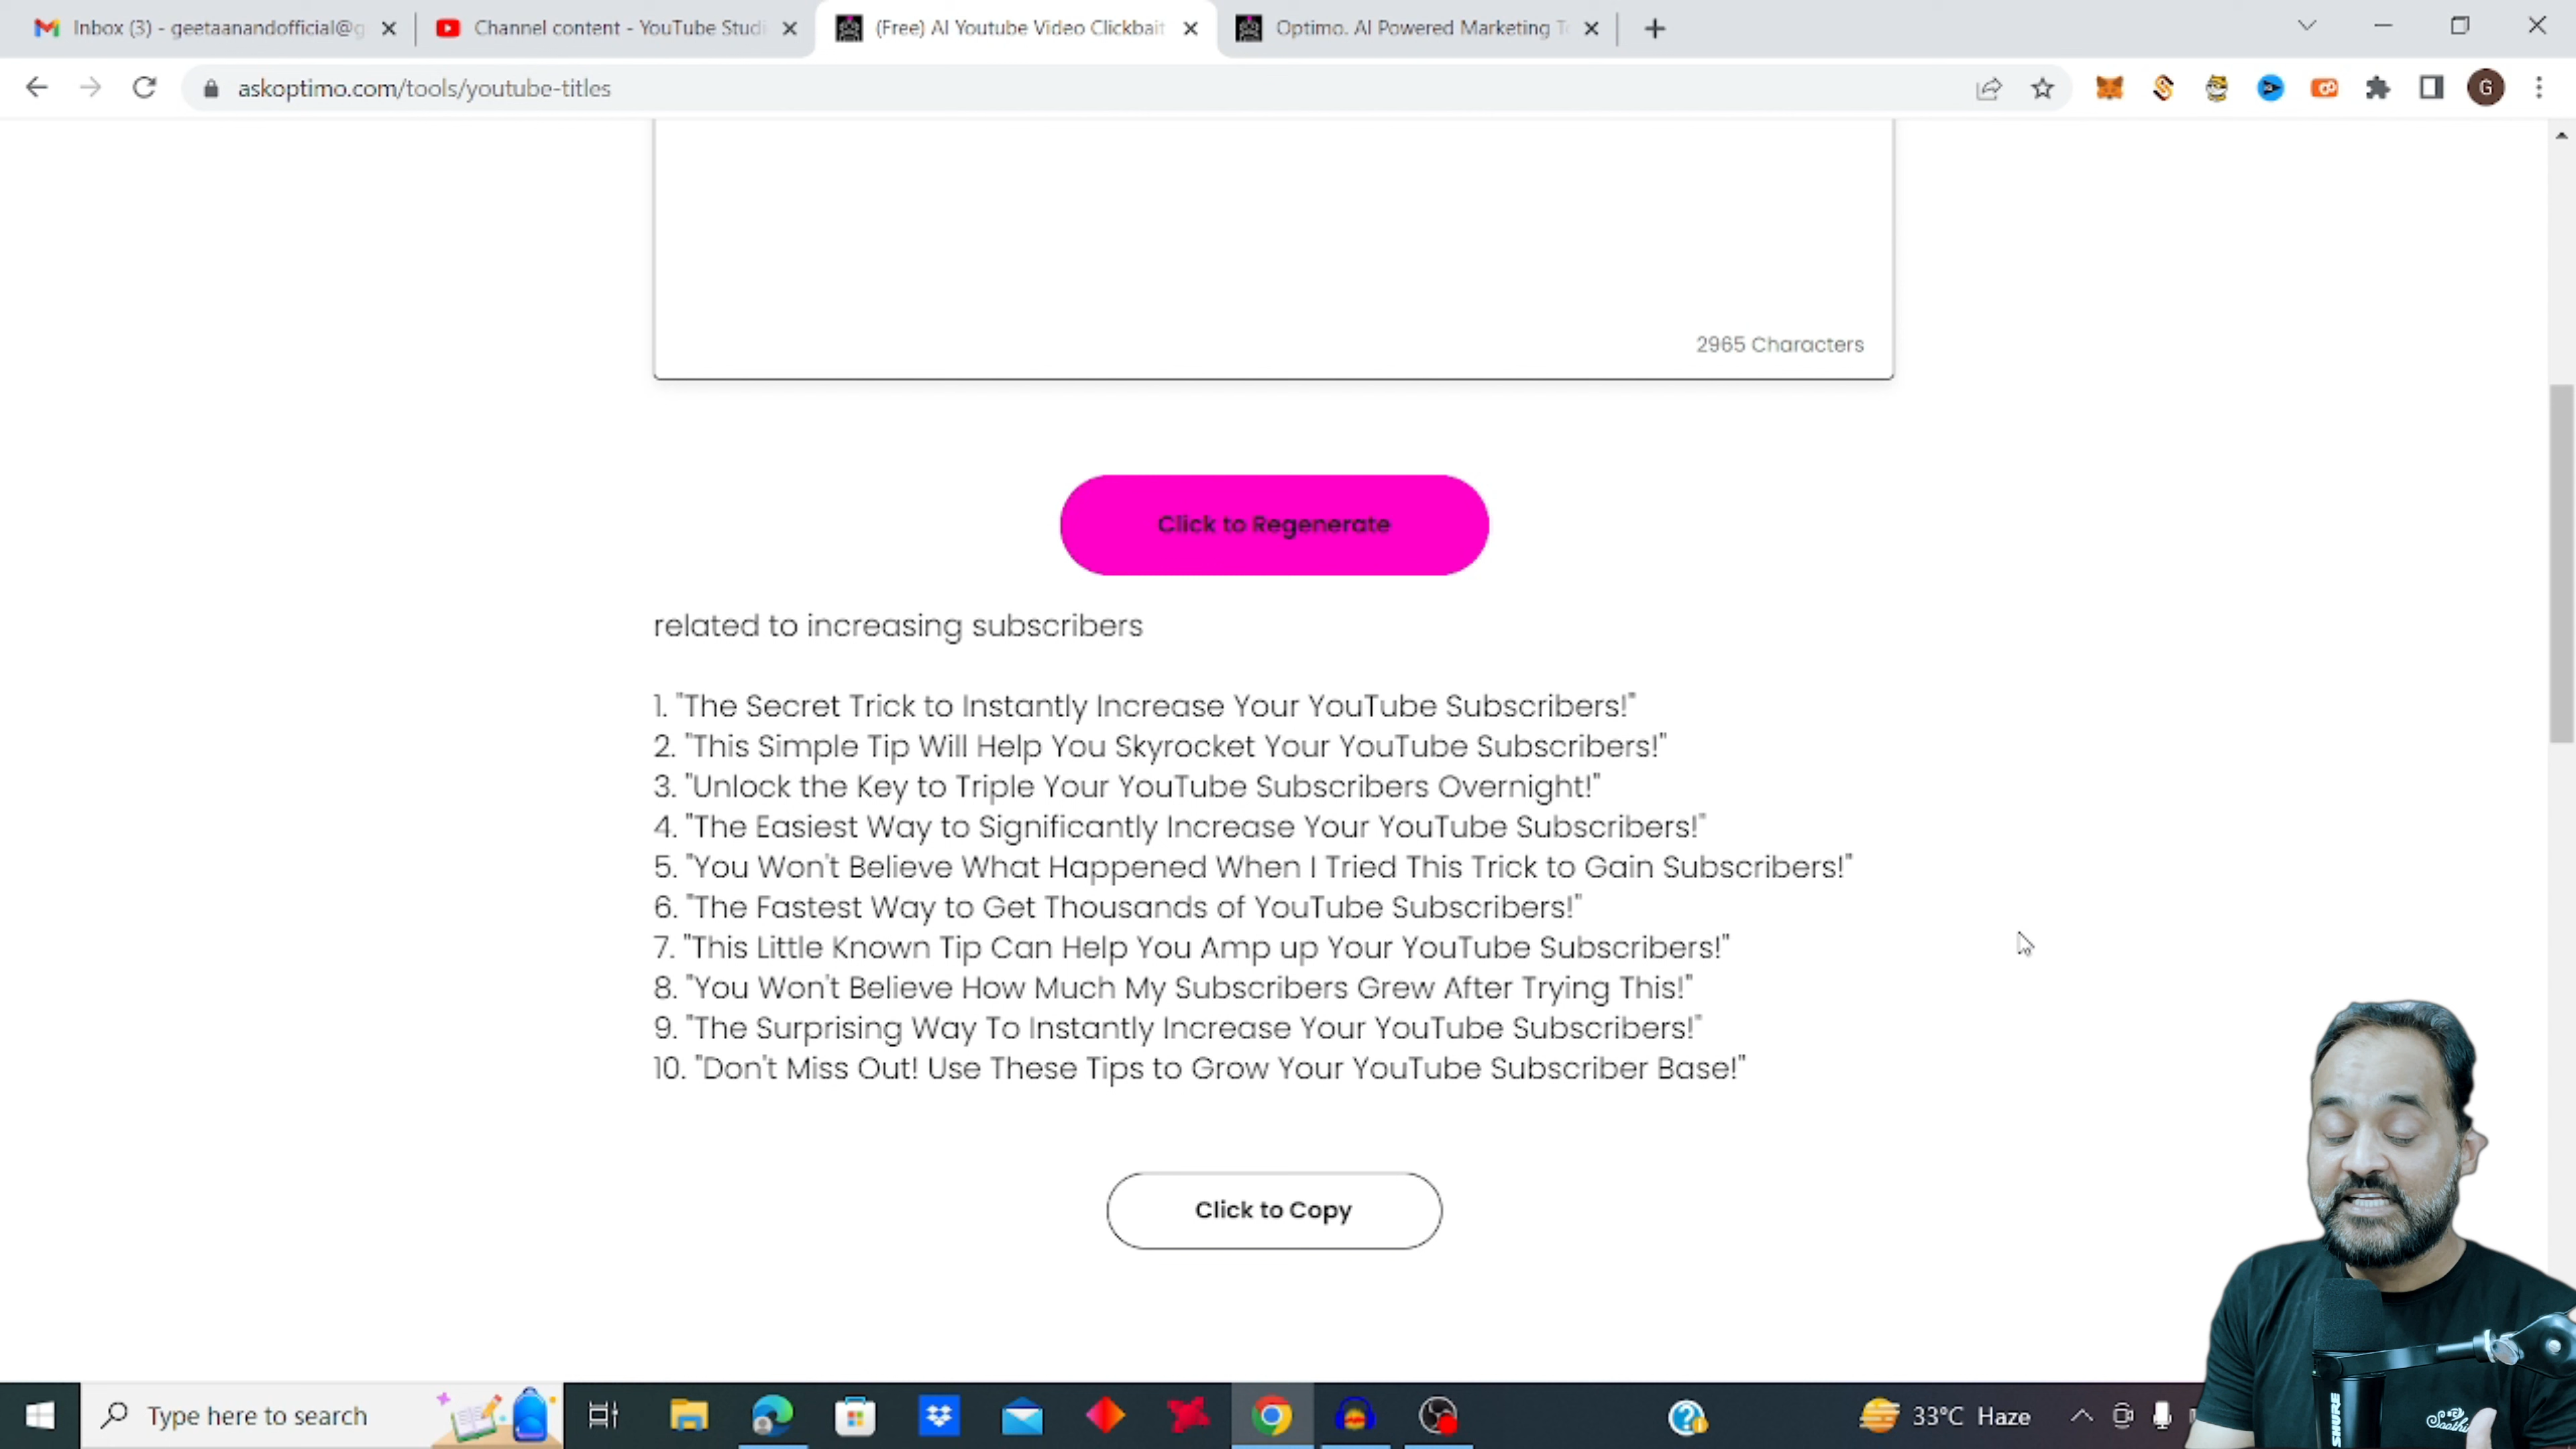 Inbox (3) - geetaanandofficial@g
Channel content - YouTube Studi
(Free) AI Youtube Video Clickbait
Optimo. AI Powered Marketing T
askoptimo.com/tools/youtube-titles
G
2965 Characters
Click to Regenerate
related to increasing subscribers
1. "The Secret Trick to Instantly Increase Your YouTube Subscribers!"
2. "This Simple Tip Will Help You Skyrocket Your YouTube Subscribers!"
3. "Unlock the Key to Triple Your YouTube Subscribers Overnight!"
4. "The Easiest Way to Significantly Increase Your YouTube Subscribers!"
5. "You Won't Believe What Happened When I Tried This Trick to Gain Subscribers!"
6. "The Fastest Way to Get Thousands of YouTube Subscribers!"
7. "This Little Known Tip Can Help You Amp up Your YouTube Subscribers!"
8. "You Won't Believe How Much My Subscribers Grew After Trying This!"
9. "The Surprising Way To Instantly Increase Your YouTube Subscribers!"
10. "Don't Miss Out! Use These Tips to Grow Your YouTube Subscriber Base!"
Click to Copy
Type here to search
33°C Haze
SHURE